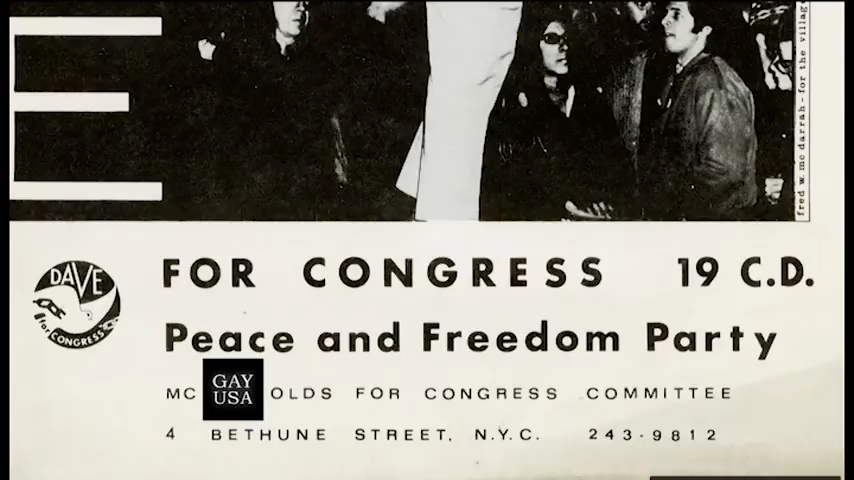 fred w. mc darrah - for the villag
DAVE
for CONGRESS
FOR CONGRESS 19 C.D.
Peace and Freedom Party
MC OLDS FOR CONGRESS COMMITTEE
GAY
USA
4 BETHUNE STREET, N.Y.C. 243-9812